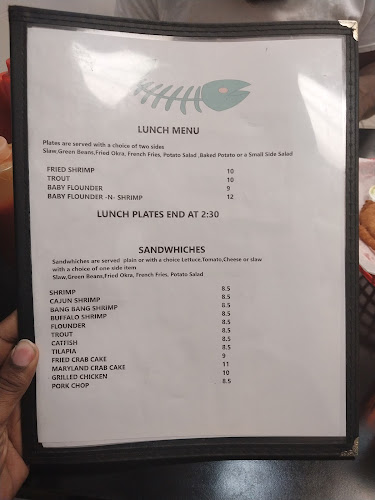 LUNCH MENU
Plates are served with a choice of two sides
Slaw,Green Beans,Fried Okra, French Fries, Potato Salad ,Baked Potato or a Small Side Salad
FRIED SHRIMP 10
TROUT 10
BABY FLOUNDER 9
BABY FLOUNDER -N- SHRIMP 12
LUNCH PLATES END AT 2:30
SANDWHICHES
Sandwhiches are served plain or with a choice Lettuce,Tomato,Cheese or slaw
with a choice of one side item
Slaw,Green Beans,Fried Okra, French Fries, Potato Salad
SHRIMP 8.5
CAJUN SHRIMP 8.5
BANG BANG SHRIMP 8.5
BUFFALO SHRIMP 8.5
FLOUNDER 8.5
TROUT 8.5
CATFISH 8.5
TILAPIA 8.5
FRIED CRAB CAKE 9
MARYLAND CRAB CAKE 11
GRILLED CHICKEN 10
PORK CHOP 8.5